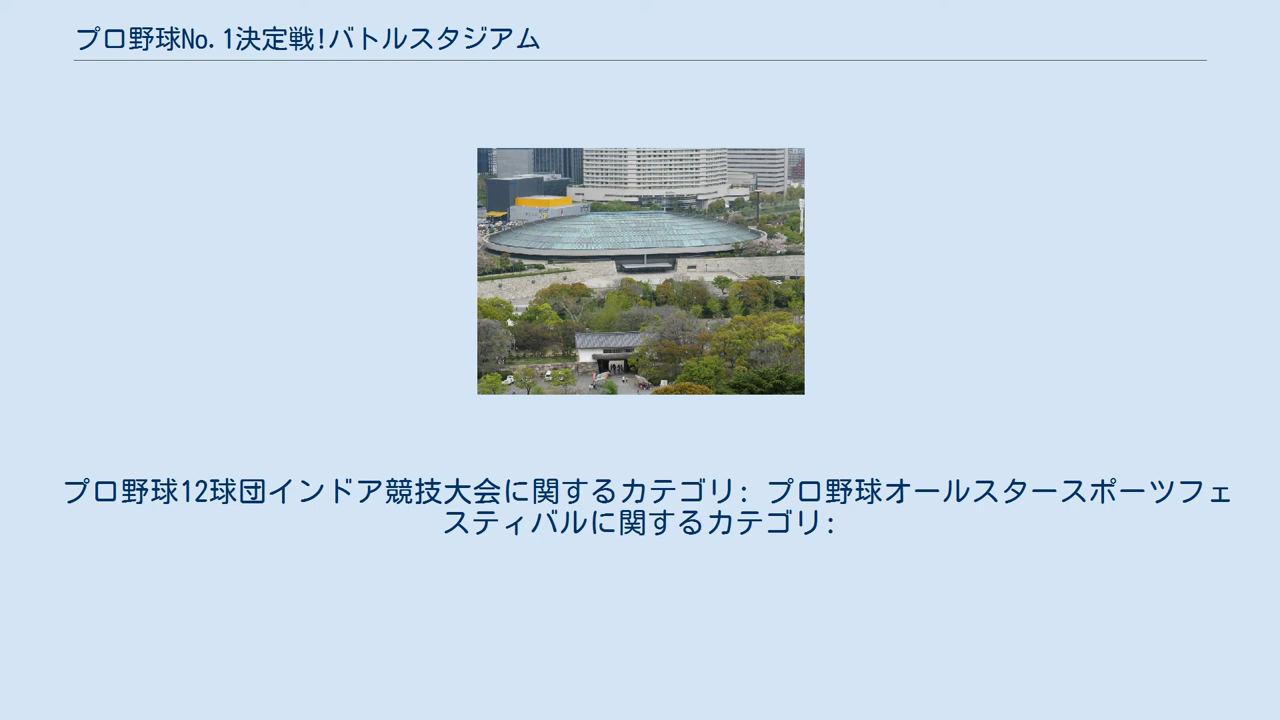 プロ野球No.1決定戦!バトルスタジアム
プロ野球12球団インドア競技大会に関するカテゴリ: プロ野球オールスタースポーツフェ
スティバルに関するカテゴリ: